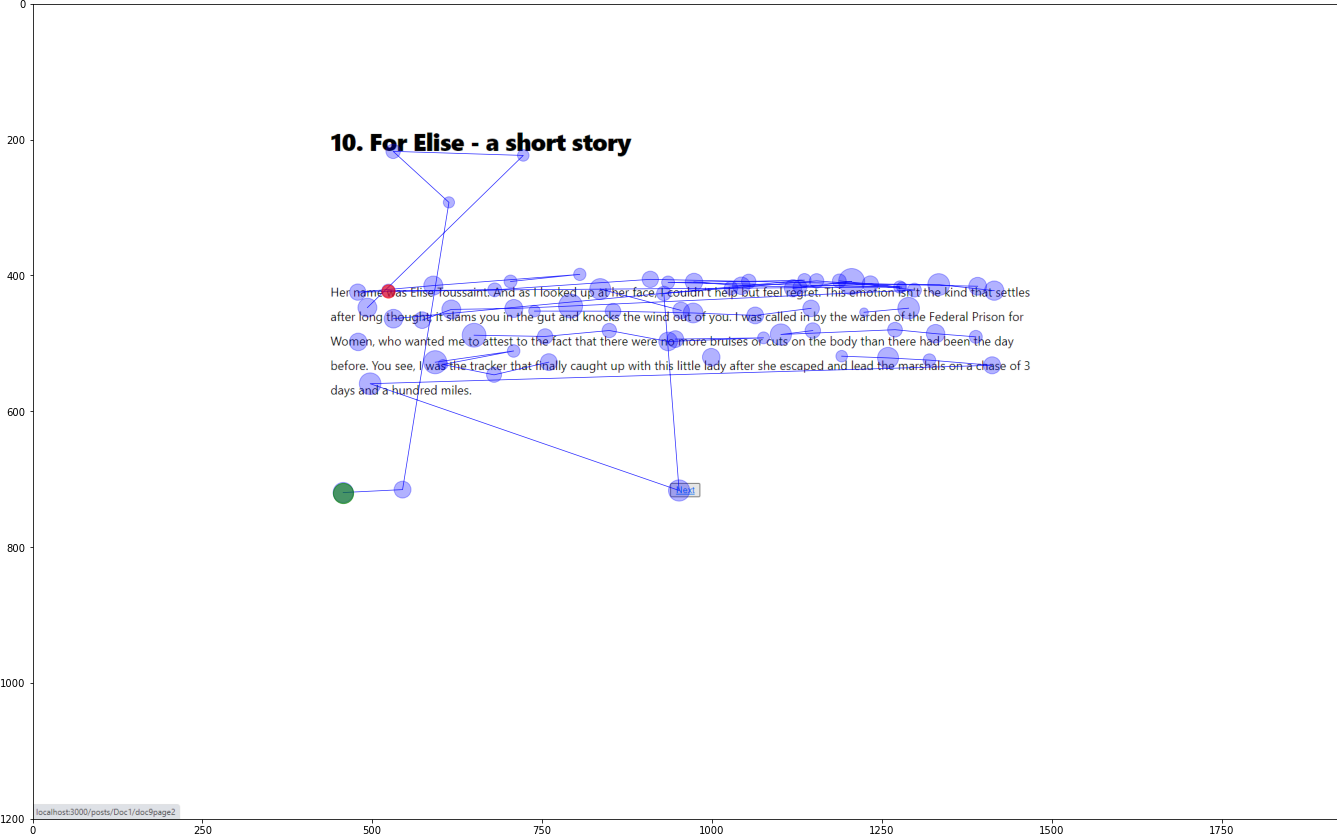 0
200
10. For Elise - a short story
400
Her name was Elise Toussaint. And as I looked up at her face, I couldn't help but feel regret. This emotion isn't the kind that settles
after long thought, it slams you in the gut and knocks the wind out of you. I was called in by the warden of the Federal Prison for
Women, who wanted me to attest to the fact that there were no more bruises or cuts on the body than there had been the day
before. You see, I was the tracker that finally caught up with this little lady after she escaped and lead the marshals on a chase of 3
days and a hundred miles.
600
Next
800
1000
localhost:3000/posts/Doc1/doc9page2
1200
0 250 500 750 1000 1250 1500 1750